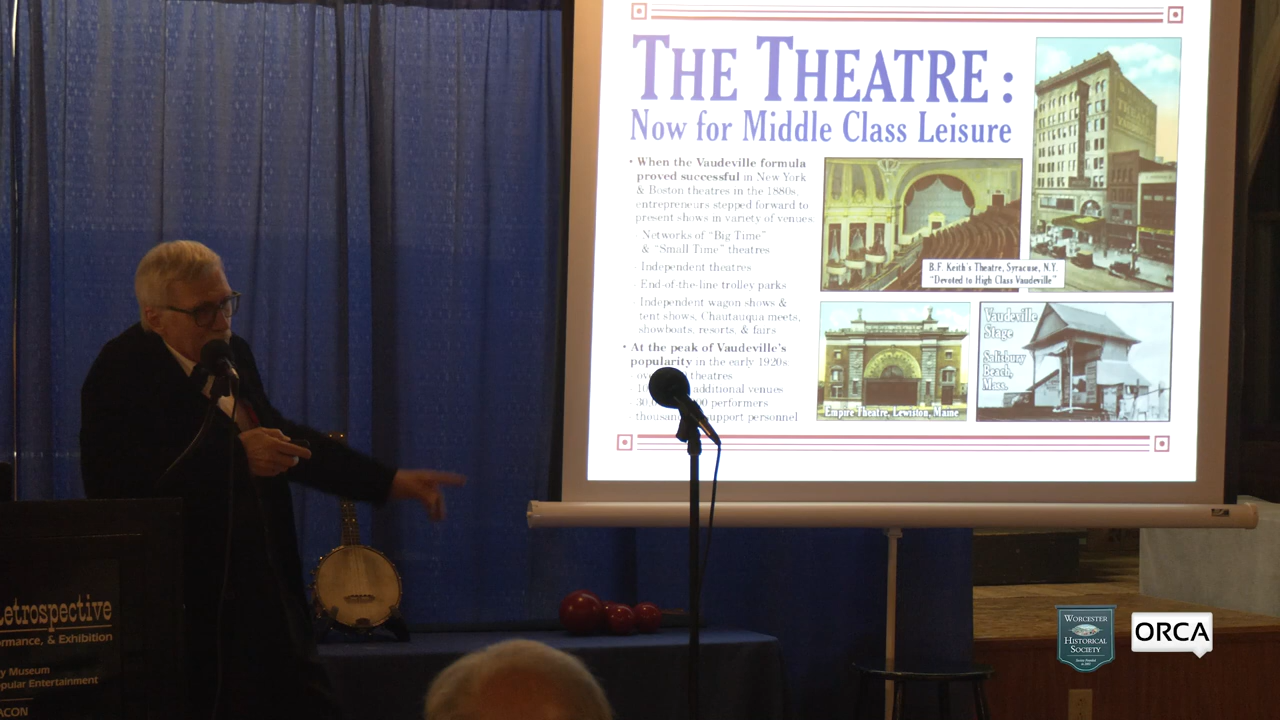 THE THEATRE :
Now for Middle Class Leisure
• When the Vaudeville formula
proved successful in New York
& Boston theatres in the 1880s,
entrepreneurs stepped forward to
present shows in variety of venues:
- Networks of "Big Time"
& "Small Time" theatres
- Independent theatres
- End-of-the-line trolley parks
- Independent wagon shows &
tent shows, Chautauqua meets,
showboats, resorts, & fairs
• At the peak of Vaudeville's
popularity in the early 1920s:
theatres
additional venues
performers
support personnel
B.F. Keith's Theatre, Syracuse, N.Y.
"Devoted to High Class Vaudeville"
Empire Theatre, Lewiston, Maine
Vaudeville
Stage
Salisbury
Beach,
Mass.
etrospective
ormance, & Exhibition
y Museum
opular Entertainment
ACON
WORCESTER
HISTORICAL
SOCIETY
ORCA